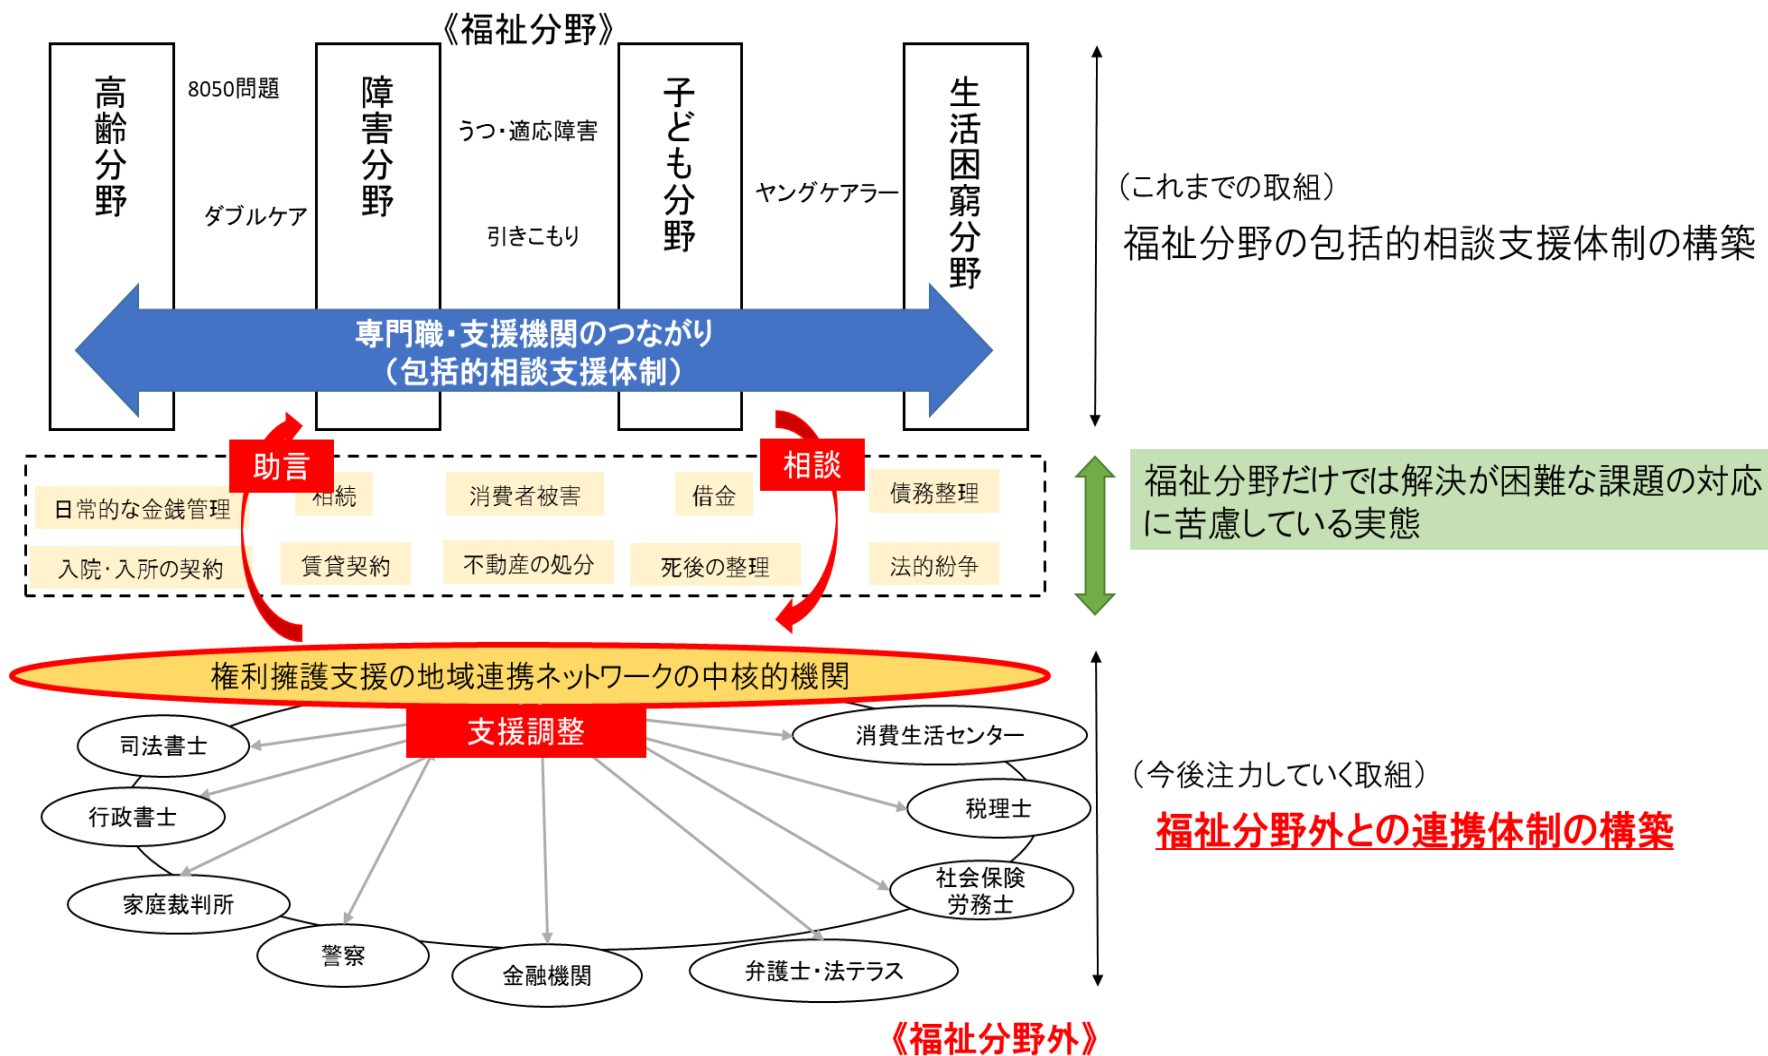 《福祉分野》
高齢分野
8050問題
ダブルケア
障害分野
うつ・適応障害
引きこもり
子ども分野
ヤングケアラー
生活困窮分野
専門職・支援機関のつながり
（包括的相談支援体制）
（これまでの取組）
福祉分野の包括的相談支援体制の構築
助言
相談
日常的な金銭管理
相続
消費者被害
借金
債務整理
入院・入所の契約
賃貸契約
不動産の処分
死後の整理
法的紛争
福祉分野だけでは解決が困難な課題の対応
に苦慮している実態
権利擁護支援の地域連携ネットワークの中核的機関
支援調整
司法書士
行政書士
家庭裁判所
警察
金融機関
弁護士・法テラス
社会保険
労務士
税理士
消費生活センター
（今後注力していく取組）
福祉分野外との連携体制の構築
《福祉分野外》